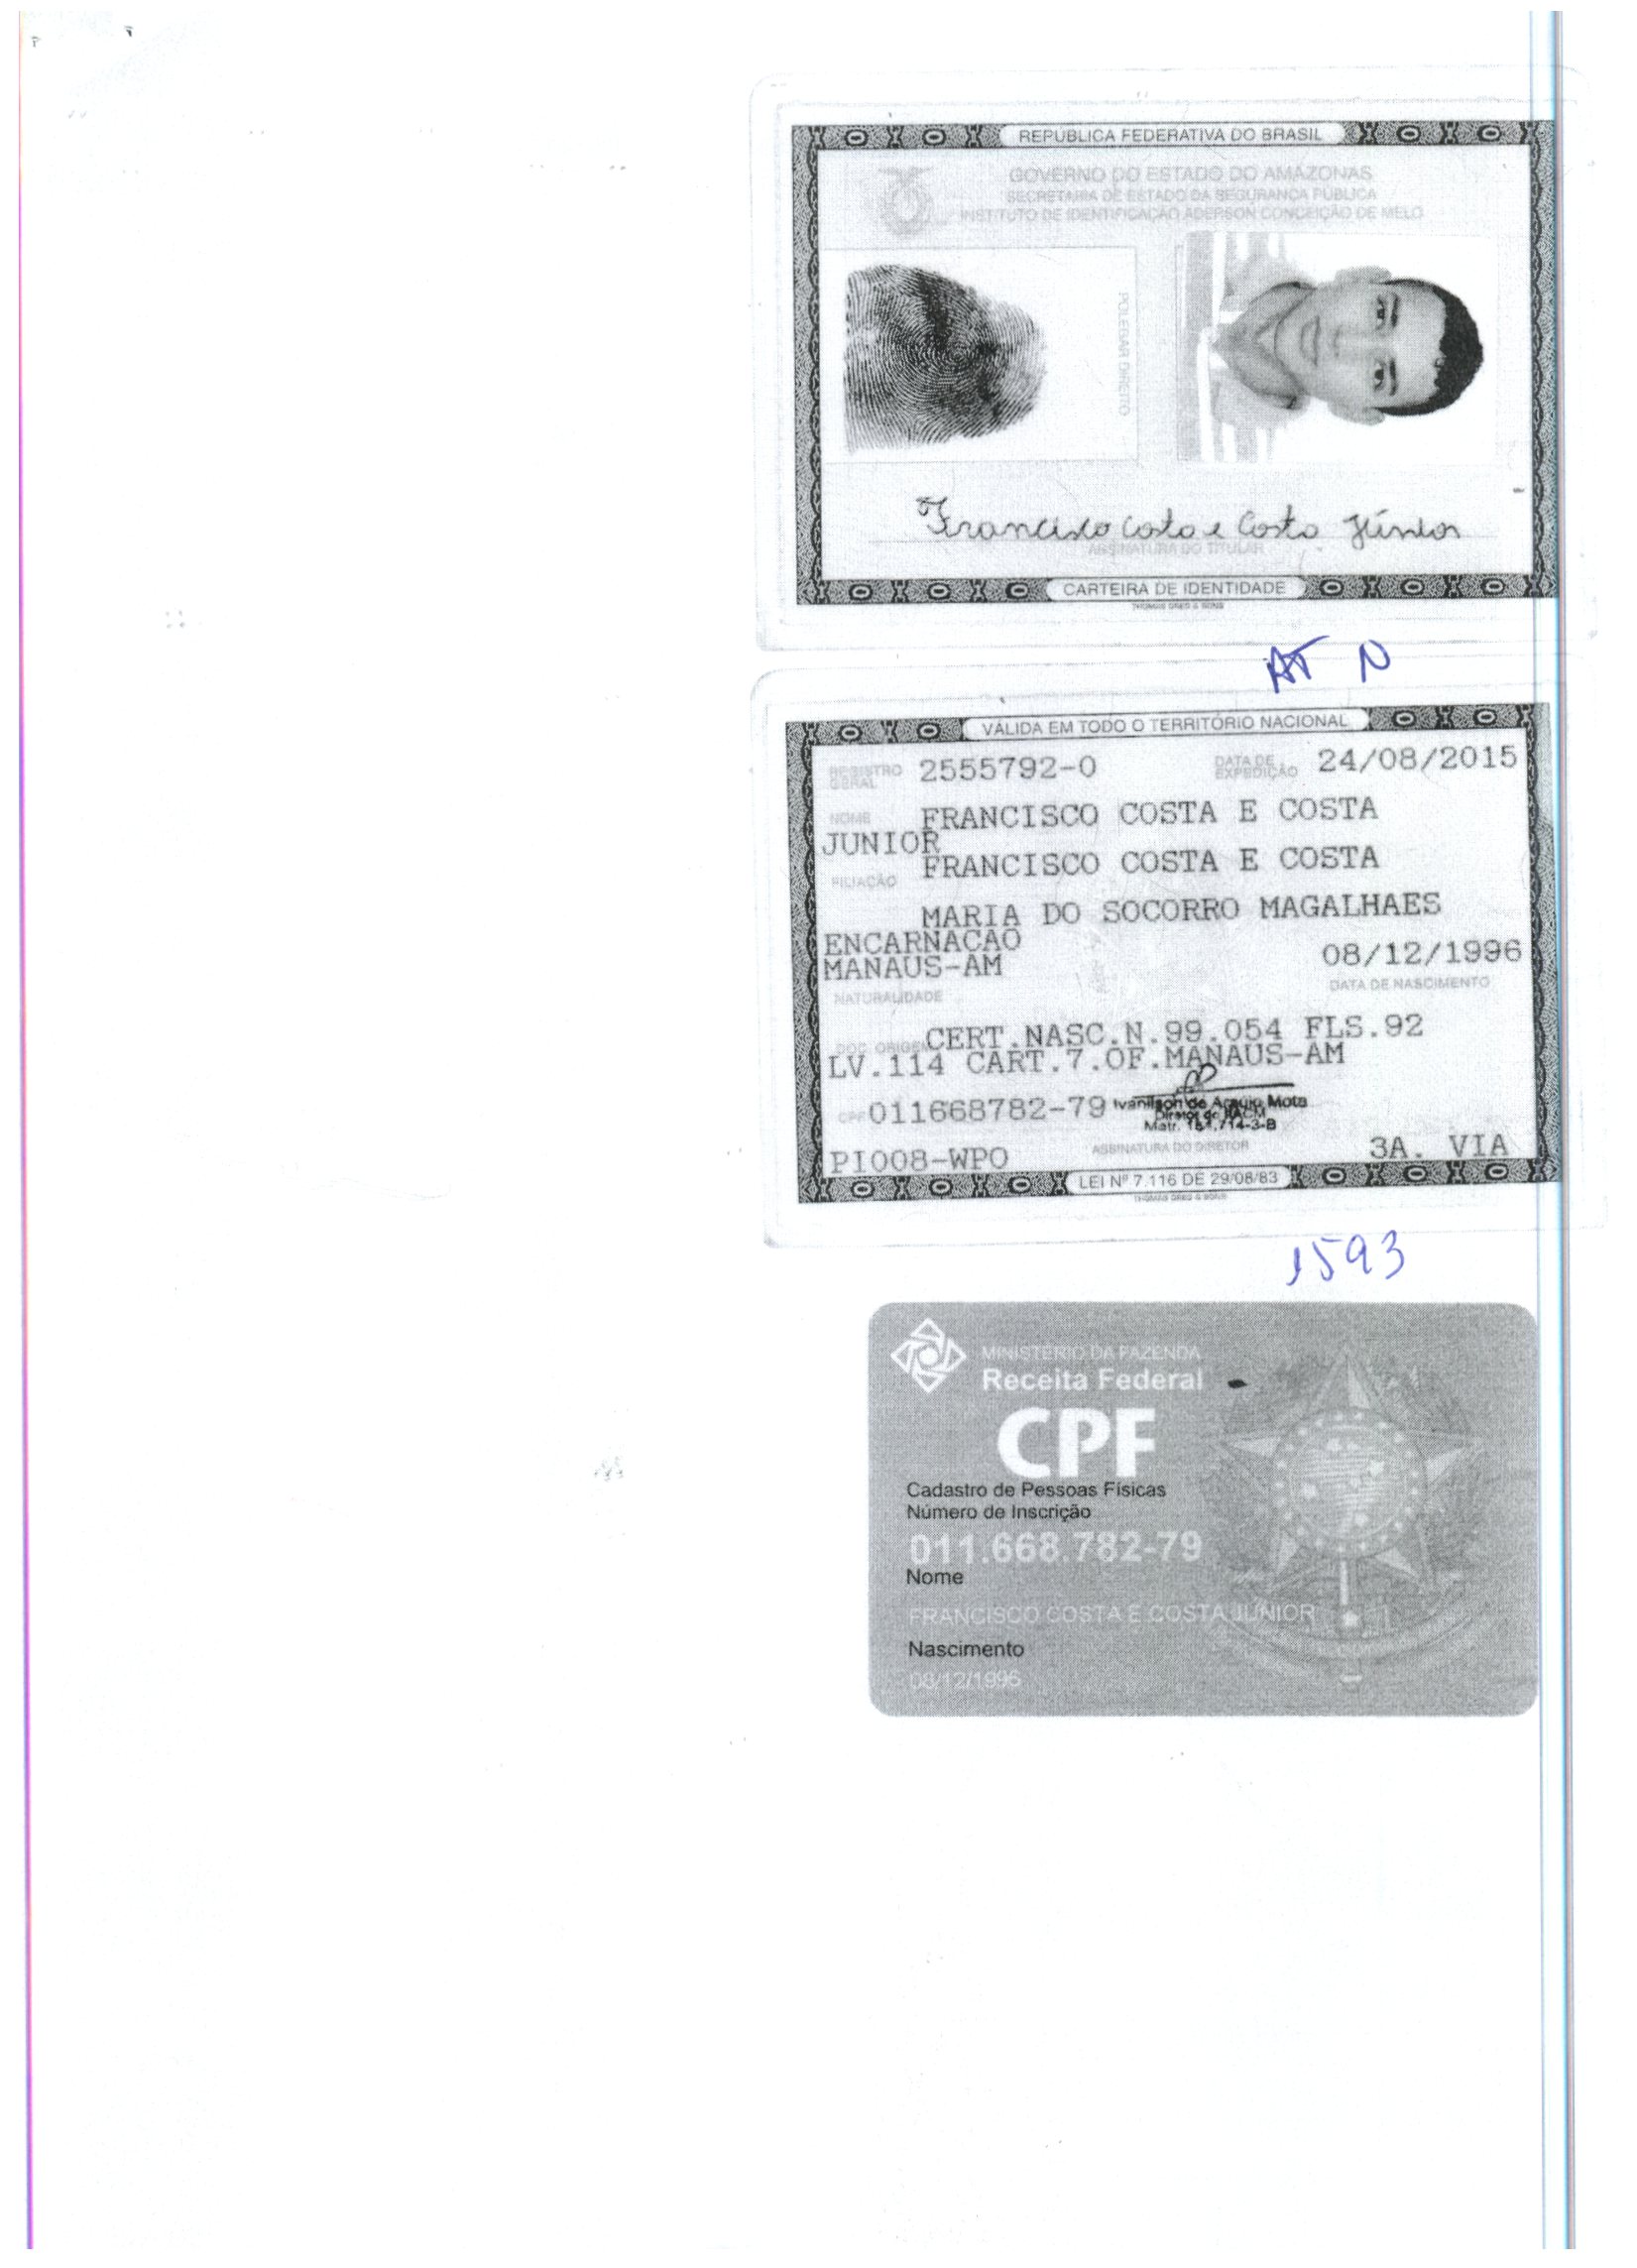 REPÚBLICA FEDERATIVA DO BRASIL
GOVERNO DO ESTADO DO AMAZONAS
SECRETARIA DE ESTADO DA SEGURANÇA PÚBLICA
INSTITUTO DE IDENTIFICAÇÃO ADERSON CONCEIÇÃO DE MELO
POLEGAR DIREITO
Francisco Costa e Costa Júnior
ASSINATURA DO TITULAR
CARTEIRA DE IDENTIDADE
THOMAS GREG & SONS
AT N
VÁLIDA EM TODO O TERRITÓRIO NACIONAL
REGISTRO GERAL 2555792-0 DATA DE EXPEDIÇÃO 24/08/2015
NOME FRANCISCO COSTA E COSTA
JUNIOR
FILIAÇÃO FRANCISCO COSTA E COSTA
MARIA DO SOCORRO MAGALHAES
ENCARNACAO
MANAUS-AM 08/12/1996
NATURALIDADE DATA DE NASCIMENTO
DOC. ORIGEM CERT.NASC.N.99.054 FLS.92
LV.114 CART.7.OF.MANAUS-AM
CPF 011668782-79 Ivanilson de Araujo Mota
Diretor do IIACM
Matr. 714-3-B
ASSINATURA DO DIRETOR
PI008-WPO 3A. VIA
LEI Nº 7.116 DE 29/08/83
THOMAS GREG & SONS
1593
MINISTÉRIO DA FAZENDA
Receita Federal
CPF
Cadastro de Pessoas Físicas
Número de Inscrição
011.668.782-79
Nome
FRANCISCO COSTA E COSTA JUNIOR
Nascimento
08/12/1996